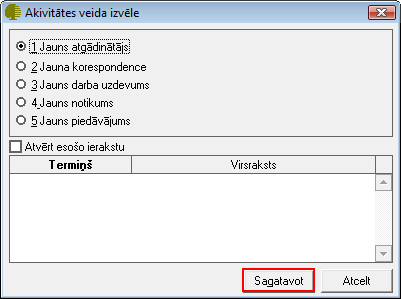 Akivitātes veida izvēle
1 Jauns atgādinātājs
2 Jauna korespondence
3 Jauns darba uzdevums
4 Jauns notikums
5 Jauns piedāvājums
Atvērt esošo ierakstu
Termiņš Virsraksts
Sagatavot Atcelt